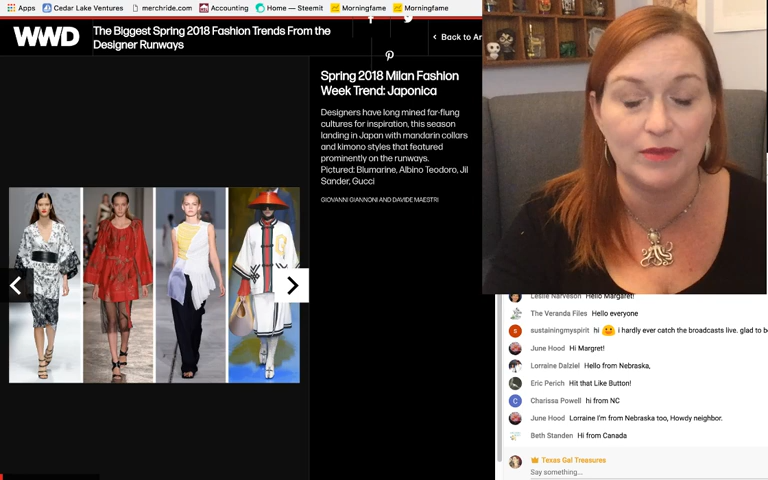 Apps
Cedar Lake Ventures
merchride.com
Accounting
Home — Steemit
Morningfame
Morningfame
WWD
The Biggest Spring 2018 Fashion Trends From the
Designer Runways
Back to Ar
Spring 2018 Milan Fashion
Week Trend: Japonica
Designers have long mined far-flung
cultures for inspiration, this season
landing in Japan with mandarin collars
and kimono styles that featured
prominently on the runways.
Pictured: Blumarine, Albino Teodoro, Jil
Sander, Gucci
GIOVANNI GIANNONI AND DAVIDE MAESTRI
Leslie Narveson Hello Margaret!
The Veranda Files Hello everyone
sustainingmyspirit hi i hardly ever catch the broadcasts live. glad to b
June Hood Hi Margret!
Lorraine Dalziel Hello from Nebraska,
Eric Perich Hit that Like Button!
Charissa Powell hi from NC
June Hood Lorraine I'm from Nebraska too, Howdy neighbor.
Beth Standen Hi from Canada
Texas Gal Treasures
Say something...